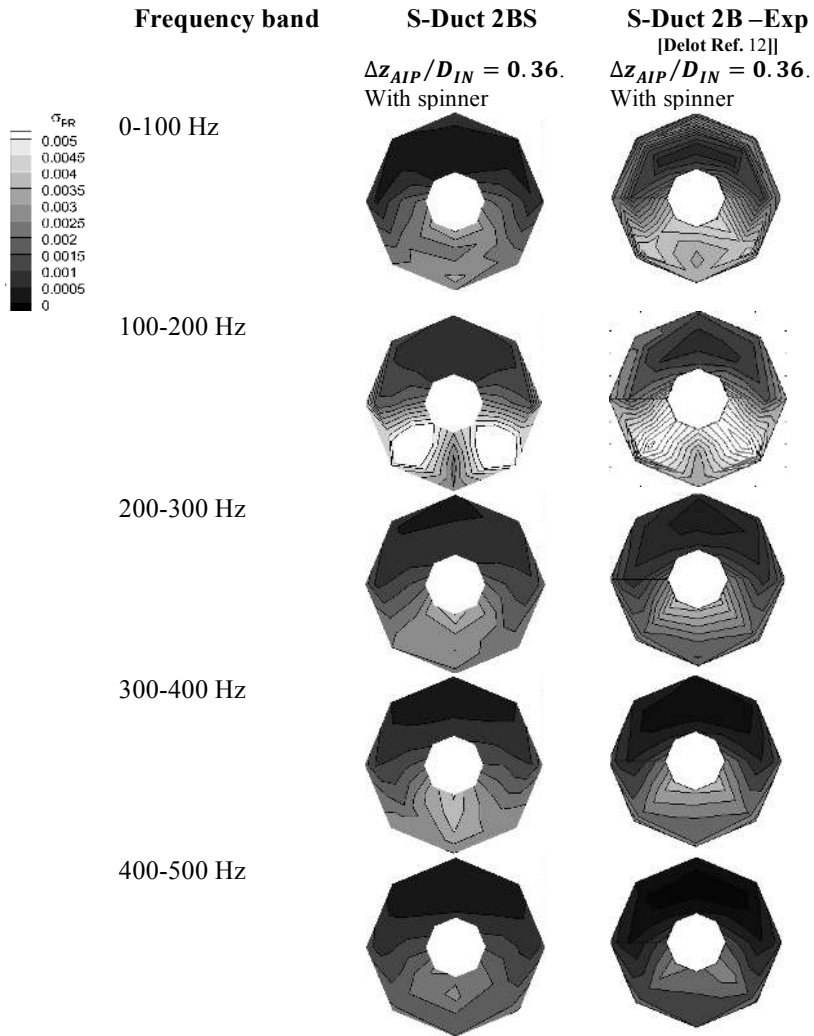 Frequency band
S-Duct 2BS
S-Duct 2B –Exp
[Delot Ref. 12]]
Δz_AIP/D_IN = 0.36.
With spinner
Δz_AIP/D_IN = 0.36.
With spinner
σ_PR
0.005
0.0045
0.004
0.0035
0.003
0.0025
0.002
0.0015
0.001
0.0005
0
0-100 Hz
100-200 Hz
200-300 Hz
300-400 Hz
400-500 Hz